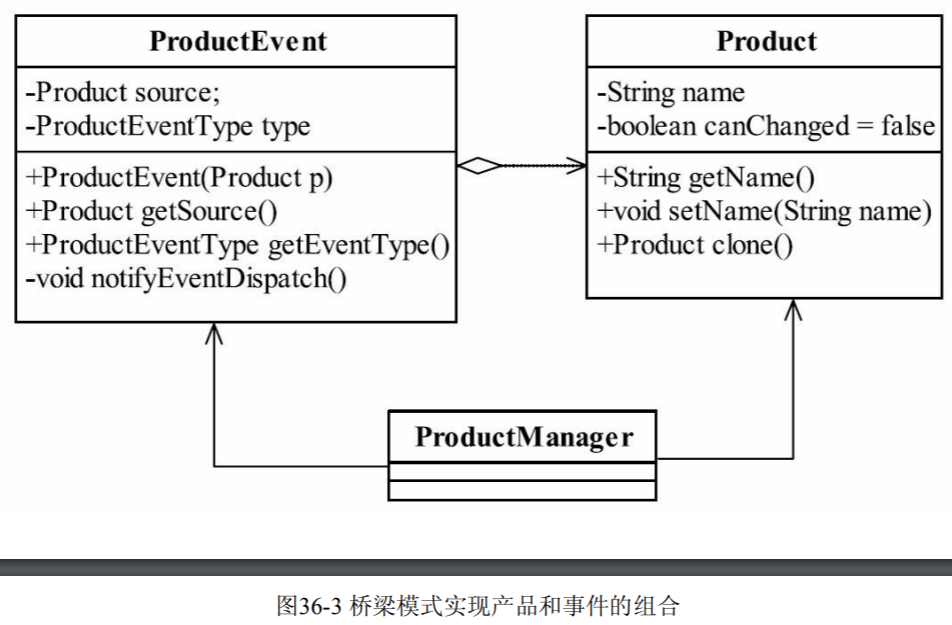 ProductEvent
-Product source;
-ProductEventType type
+ProductEvent(Product p)
+Product getSource()
+ProductEventType getEventType()
-void notifyEventDispatch()
Product
-String name
-boolean canChanged = false
+String getName()
+void setName(String name)
+Product clone()
ProductManager
图36-3 桥梁模式实现产品和事件的组合